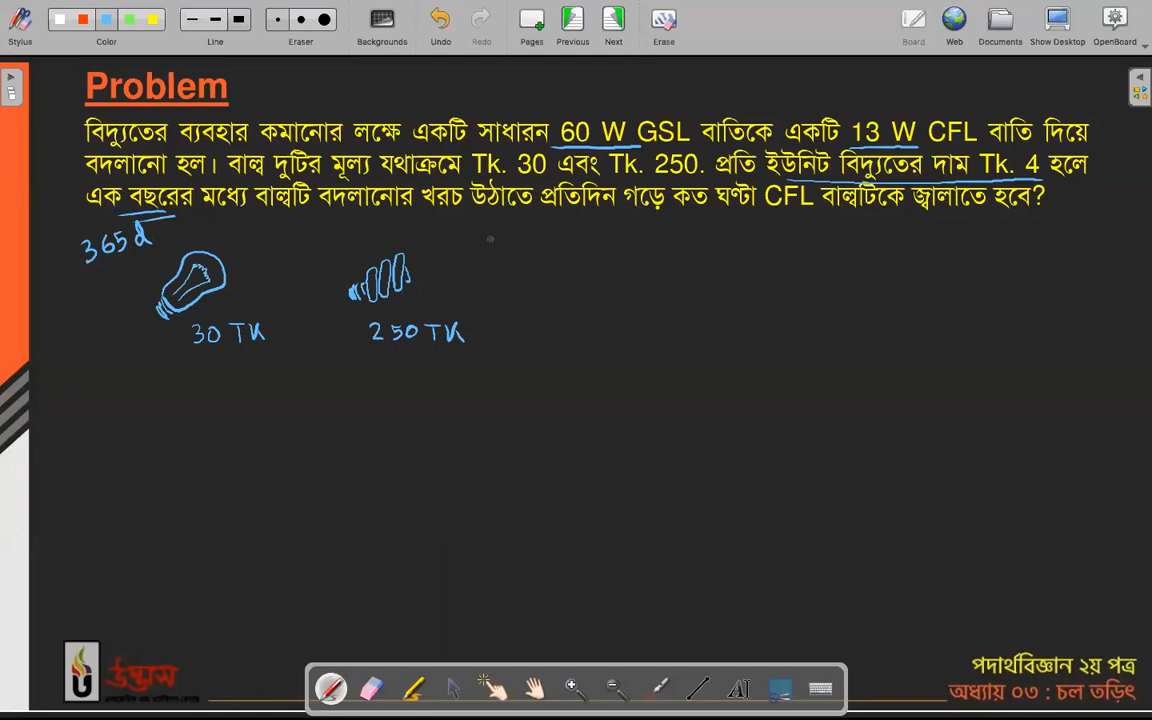 Stylus
Color
Line
Eraser
Backgrounds
Undo
Redo
Pages
Previous
Next
Erase
Board
Web
Documents
Show Desktop
OpenBoard
Problem
বিদ্যুতের ব্যবহার কমানোর লক্ষে একটি সাধারন 60 W GSL বাতিকে একটি 13 W CFL বাতি দিয়ে
বদলানো হল। বাল্ব দুটির মূল্য যথাক্রমে Tk. 30 এবং Tk. 250. প্রতি ইউনিট বিদ্যুতের দাম Tk. 4 হলে
এক বছরের মধ্যে বাল্বটি বদলানোর খরচ উঠাতে প্রতিদিন গড়ে কত ঘণ্টা CFL বাল্বটিকে জ্বালাতে হবে?
365 d
30 TK
250 TK
উদ্ভাস
পদার্থবিজ্ঞান ২য় পত্র
অধ্যায় ০৩ : চল তড়িৎ